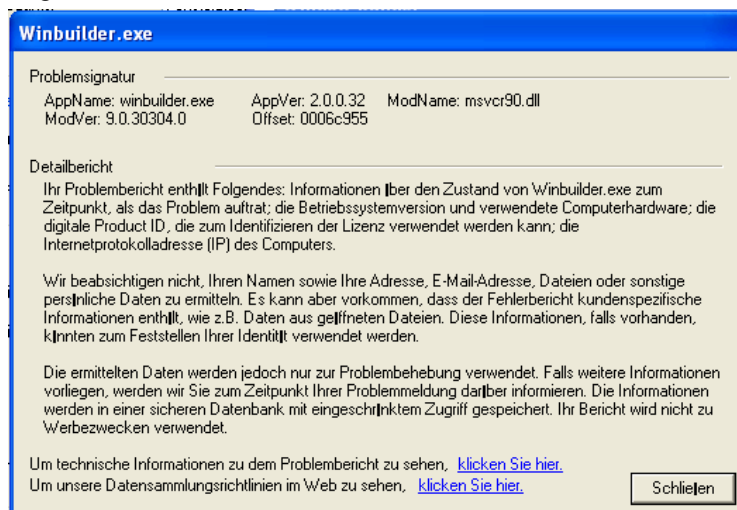 Winbuilder.exe
Problemsignatur
AppName: winbuilder.exe AppVer: 2.0.0.32 ModName: msvcr90.dll
ModVer: 9.0.30304.0 Offset: 0006c955
Detailbericht
Ihr Problembericht enth|lt Folgendes: Informationen |ber den Zustand von Winbuilder.exe zum
Zeitpunkt, als das Problem auftrat; die Betriebssystemversion und verwendete Computerhardware; die
digitale Product ID, die zum Identifizieren der Lizenz verwendet werden kann; die
Internetprotokolladresse (IP) des Computers.
Wir beabsichtigen nicht, Ihren Namen sowie Ihre Adresse, E-Mail-Adresse, Dateien oder sonstige
pers|nliche Daten zu ermitteln. Es kann aber vorkommen, dass der Fehlerbericht kundenspezifische
Informationen enth|lt, wie z.B. Daten aus ge|ffneten Dateien. Diese Informationen, falls vorhanden,
k|nnten zum Feststellen Ihrer Identit|t verwendet werden.
Die ermittelten Daten werden jedoch nur zur Problembehebung verwendet. Falls weitere Informationen
vorliegen, werden wir Sie zum Zeitpunkt Ihrer Problemmeldung dar|ber informieren. Die Informationen
werden in einer sicheren Datenbank mit eingeschr|nktem Zugriff gespeichert. Ihr Bericht wird nicht zu
Werbezwecken verwendet.
Um technische Informationen zu dem Problembericht zu sehen, klicken Sie hier.
Um unsere Datensammlungsrichtlinien im Web zu sehen, klicken Sie hier.
Schlie|en